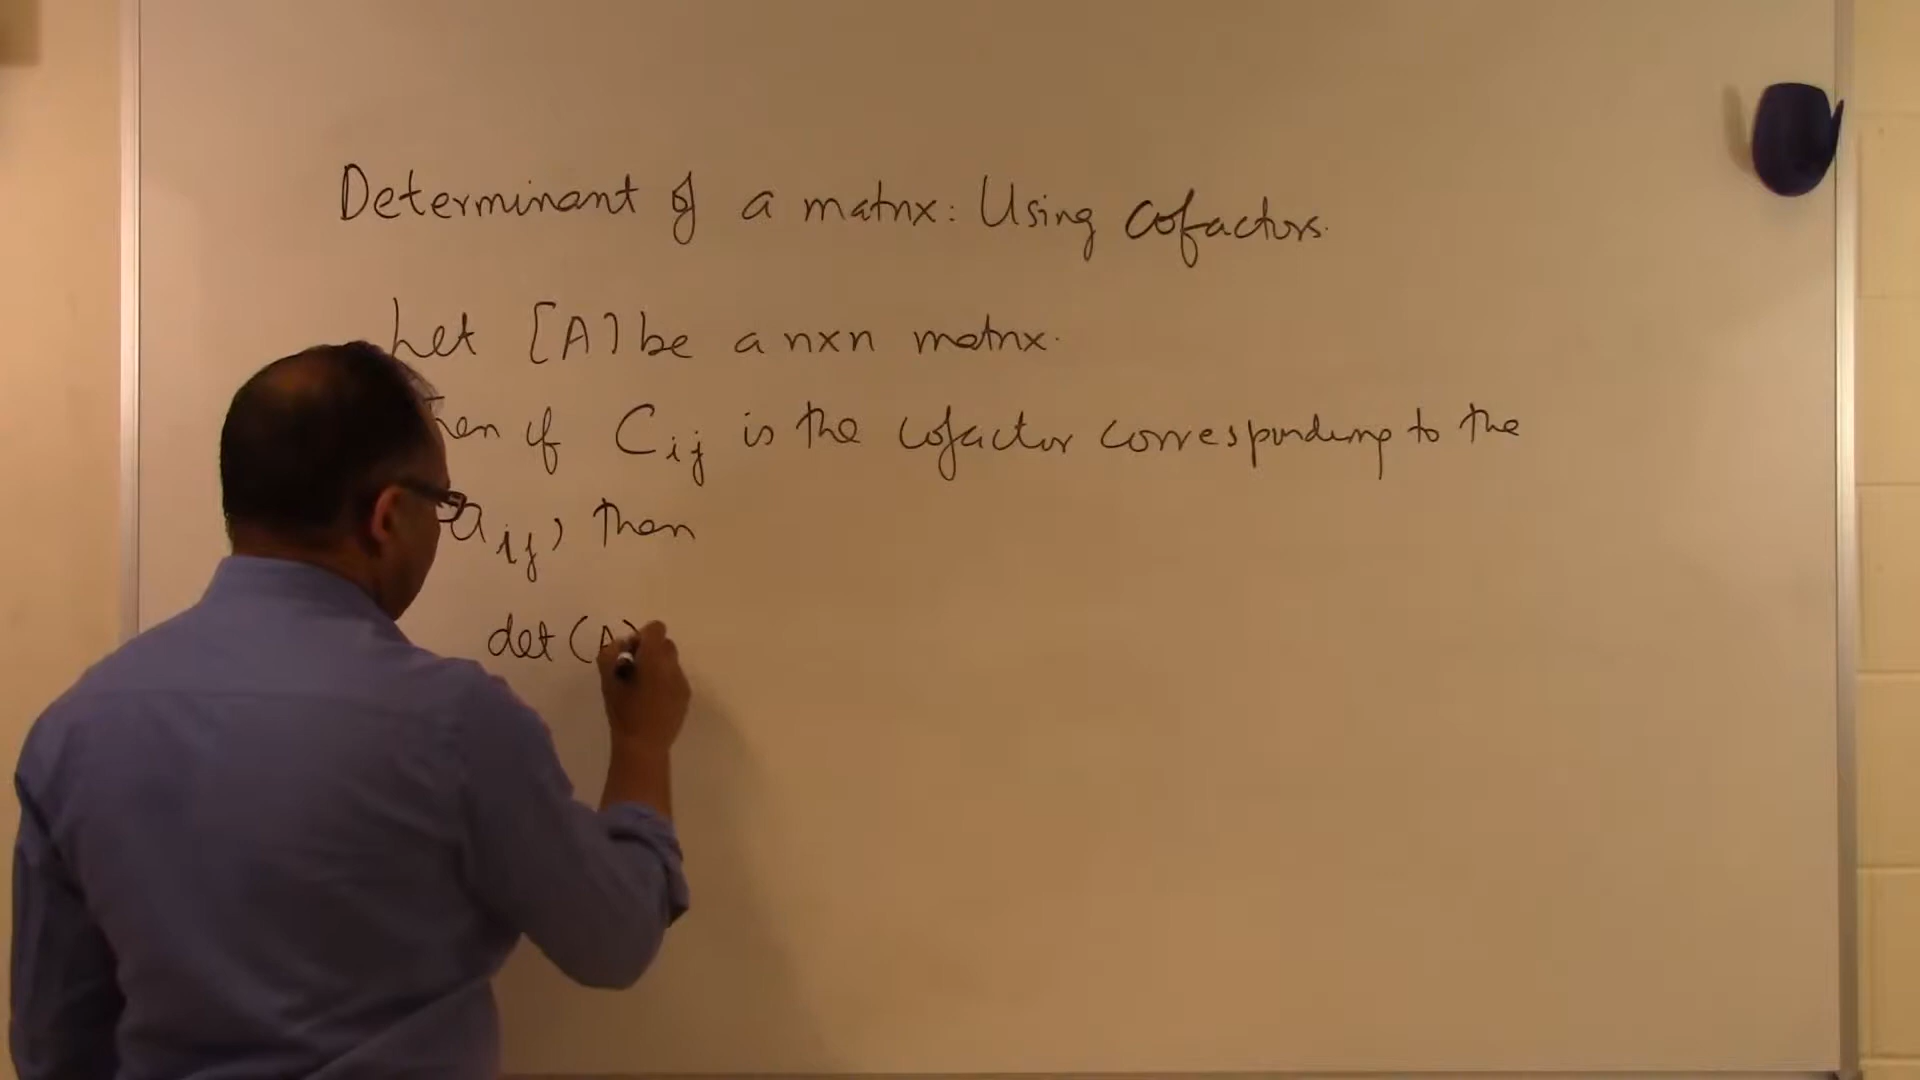 Determinant of a matrix: Using cofactors.
Let [A] be a nxn matrix.
if Cij is the cofactor corresponding to the
aij, then
det (A)